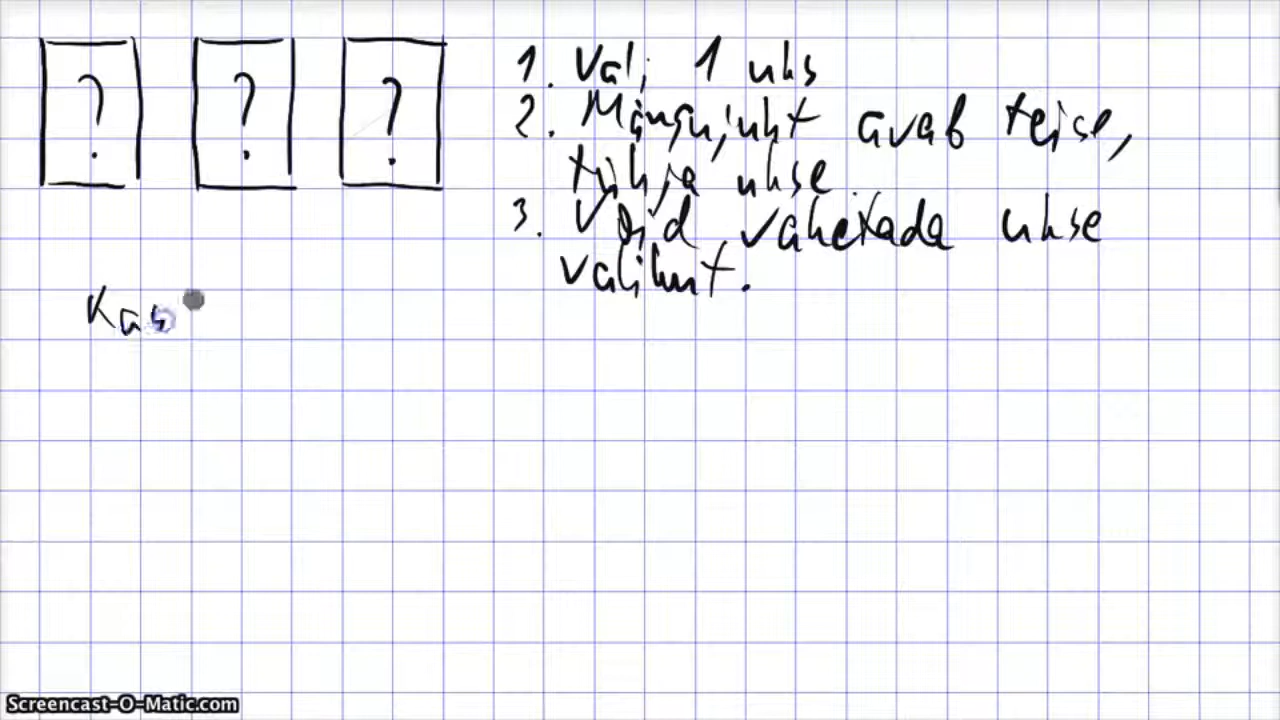 ? ? ?
1. Vali 1 uks
2. Mängujuht avab teise,
tühja ukse
3. Võid vahetada ukse
valikut.
Kas
Screencast-O-Matic.com